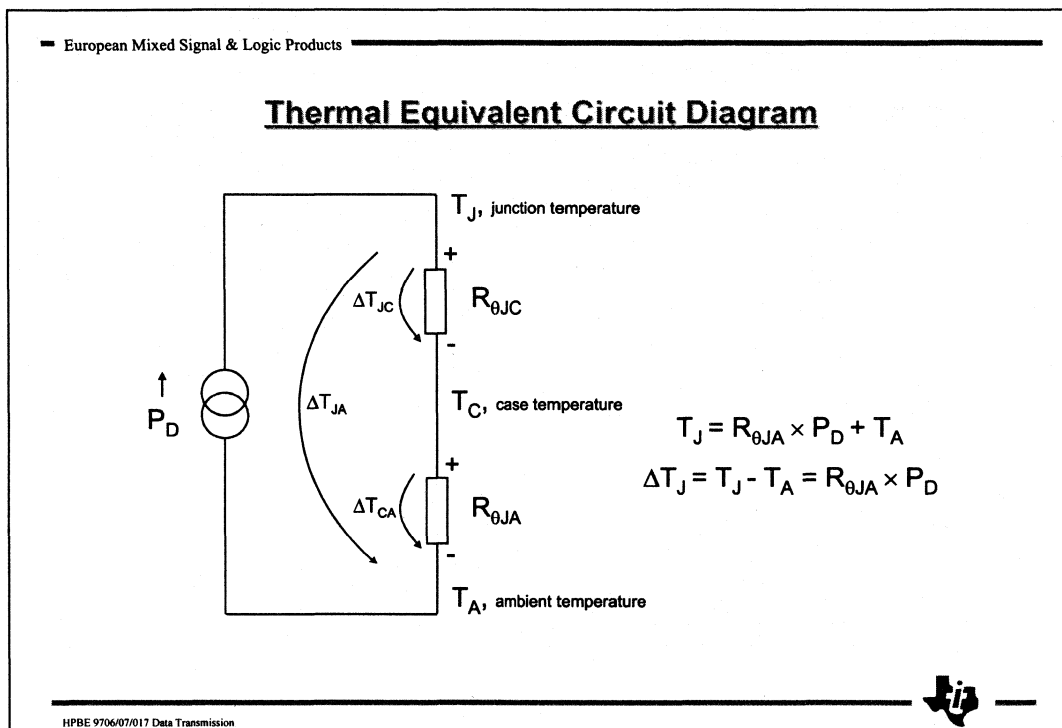 European Mixed Signal & Logic Products
Thermal Equivalent Circuit Diagram
T_J, junction temperature
+
ΔT_JC
R_θJC
-
P_D
ΔT_JA
T_C, case temperature
T_J = R_θJA × P_D + T_A
ΔT_J = T_J - T_A = R_θJA × P_D
+
ΔT_CA
R_θJA
-
T_A, ambient temperature
HPBE 9706/07/017 Data Transmission